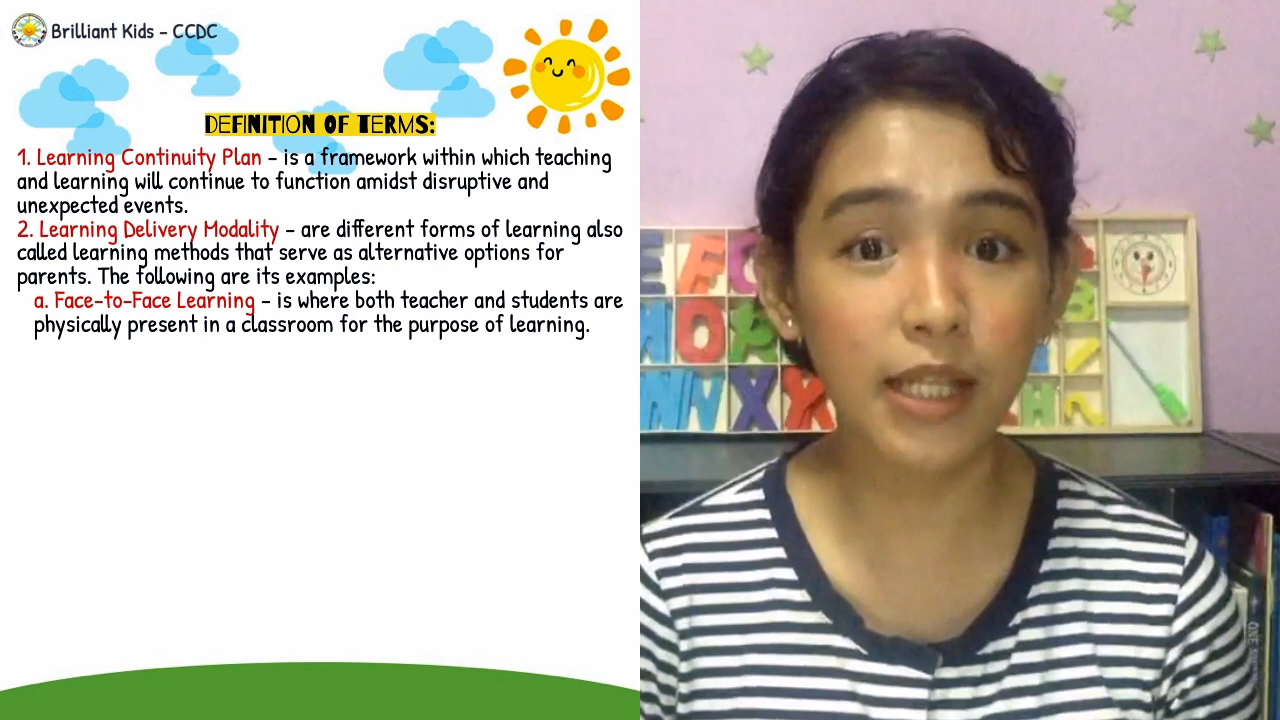 Brilliant Kids - CCDC
DEFINITION OF TERMS:
1. Learning Continuity Plan - is a framework within which teaching
and learning will continue to function amidst disruptive and
unexpected events.
2. Learning Delivery Modality - are different forms of learning also
called learning methods that serve as alternative options for
parents. The following are its examples:
a. Face-to-Face Learning - is where both teacher and students are
physically present in a classroom for the purpose of learning.